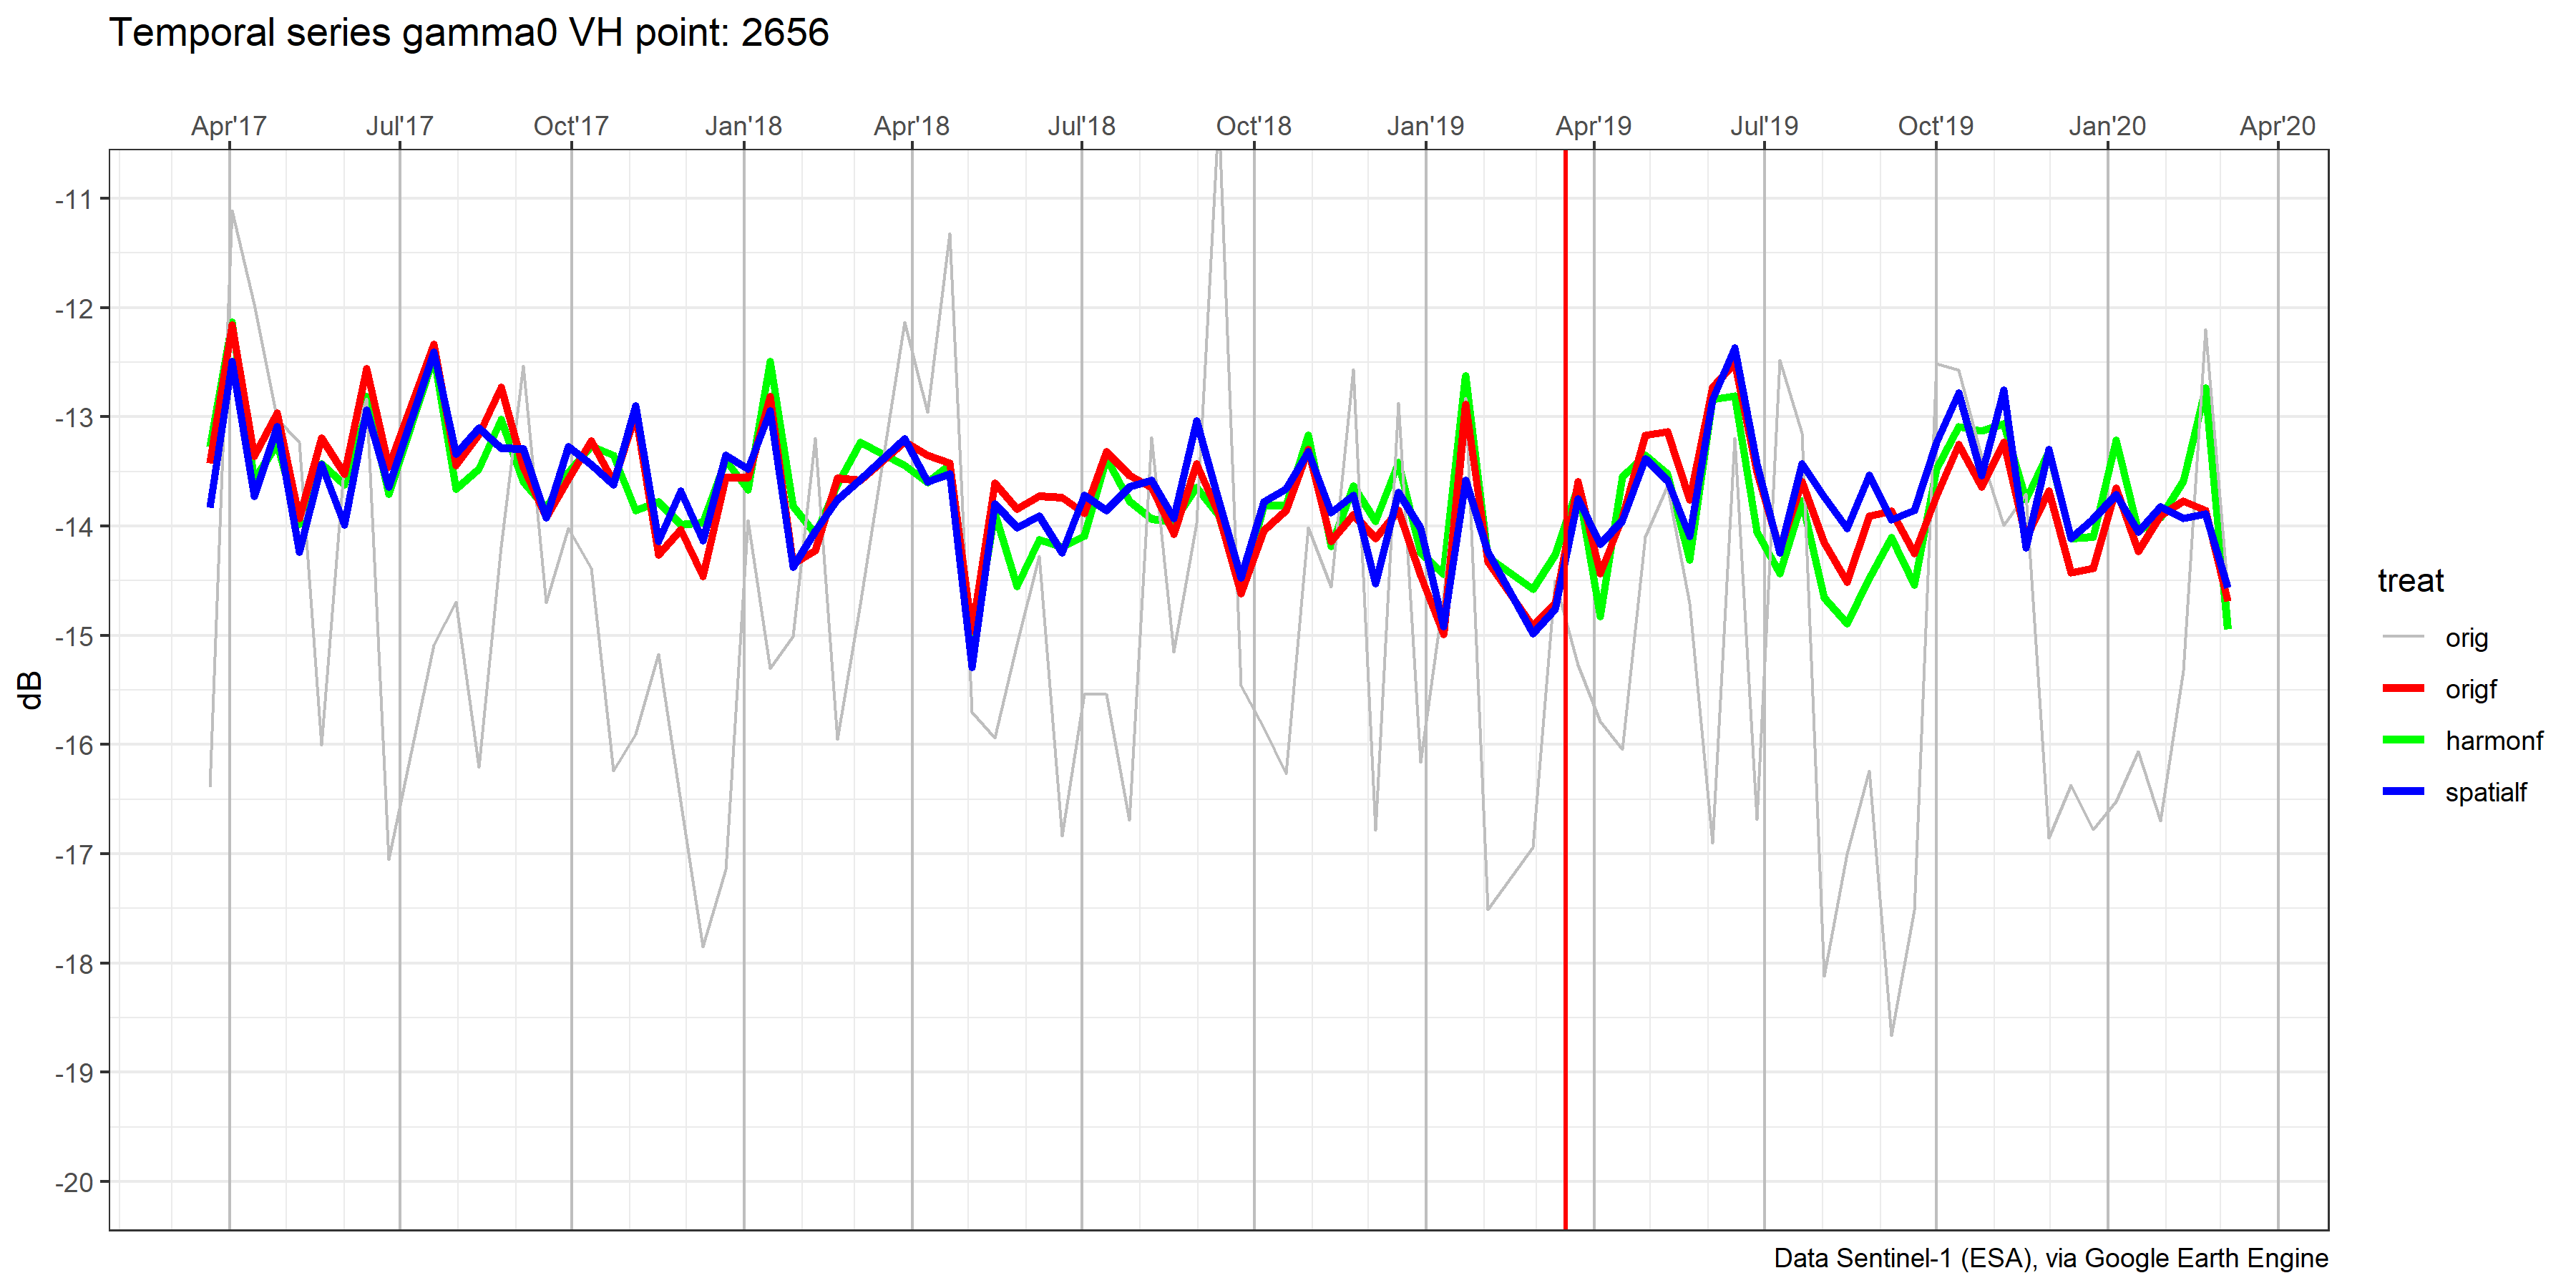 Temporal series gamma0 VH point: 2656
Apr'17 Jul'17 Oct'17 Jan'18 Apr'18 Jul'18 Oct'18 Jan'19 Apr'19 Jul'19 Oct'19 Jan'20 Apr'20
-11
-12
-13
-14
-15
-16
-17
-18
-19
-20
dB
treat
orig
origf
harmonf
spatialf
Data Sentinel-1 (ESA), via Google Earth Engine